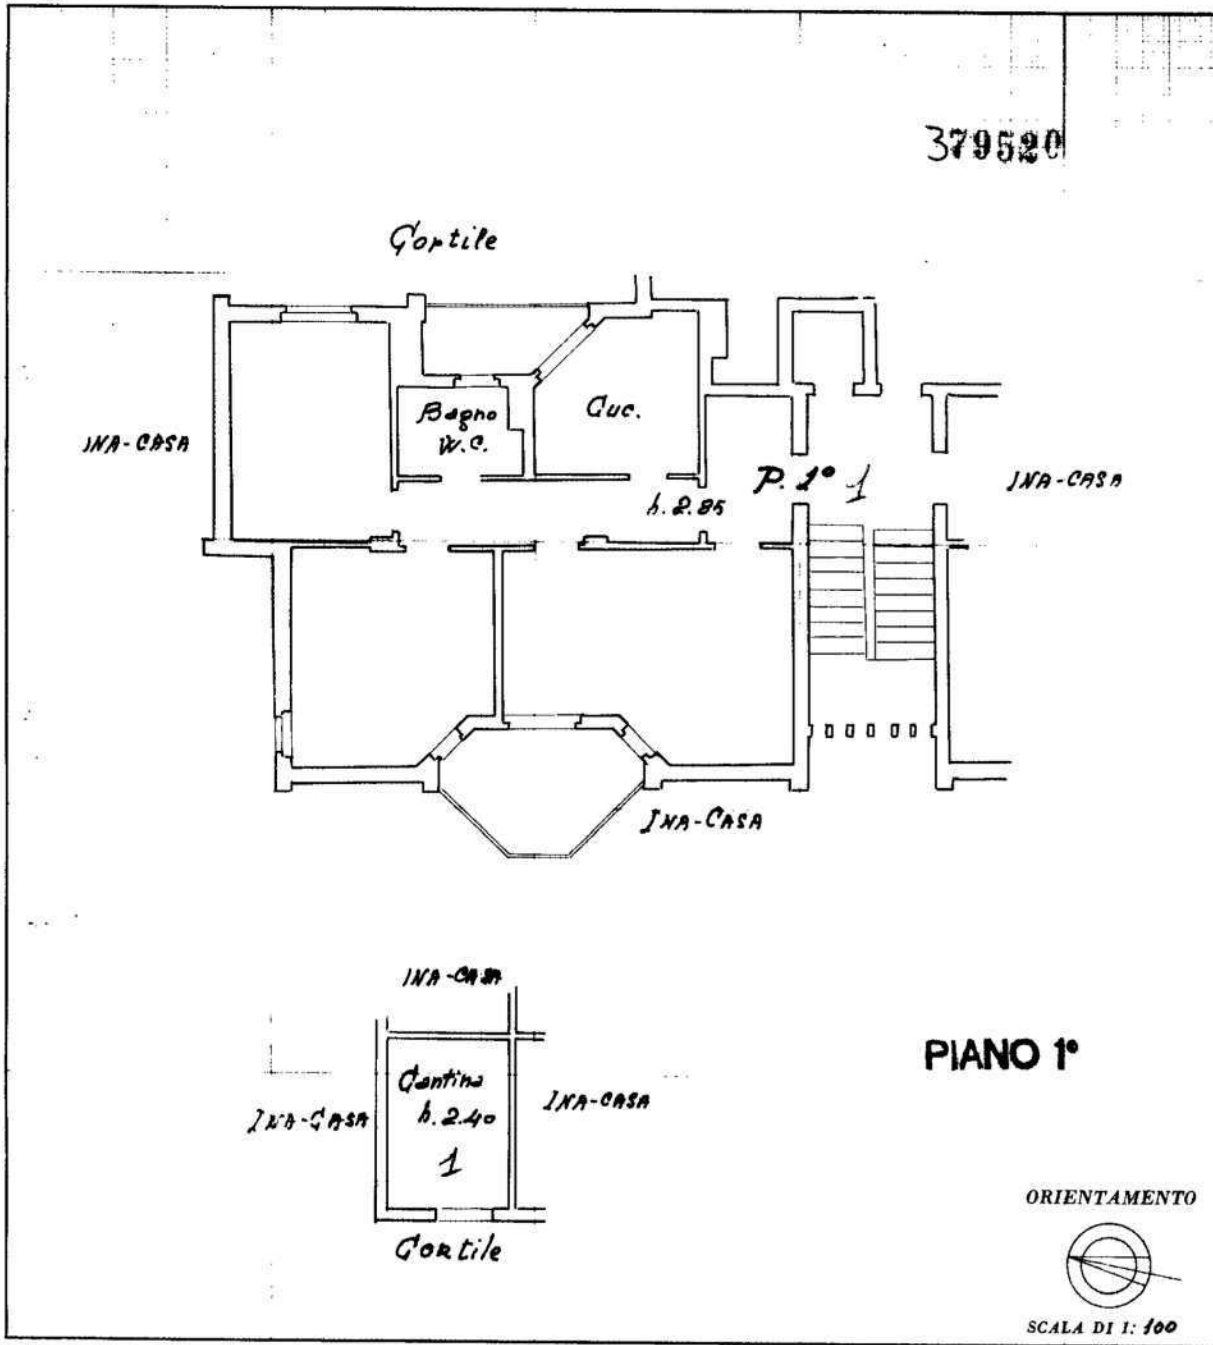 379520
Cortile
INA-CASA
Bagno
W.C.
Cuc.
P. 1° 1
h. 2.85
INA-CASA
INA-CASA
INA-CASA
Cantina
h. 2.40
1
INA-CASA
INA-CASA
Cortile
PIANO 1°
ORIENTAMENTO
SCALA DI 1: 100